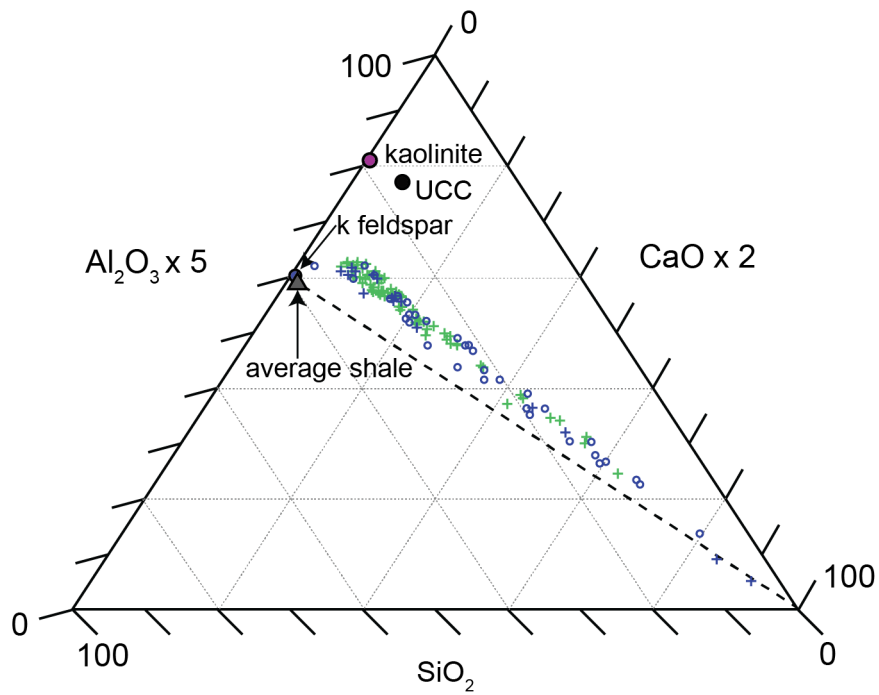 0
100
kaolinite
UCC
k feldspar
Al₂O₃ x 5
CaO x 2
average shale
100
0
100
0
SiO₂